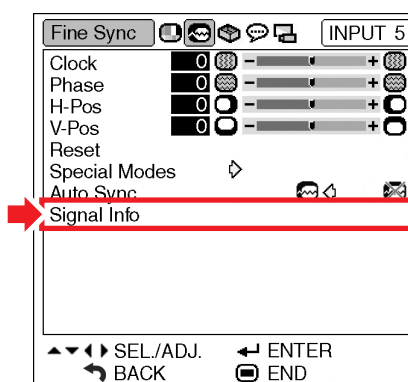 Fine Sync INPUT 5
Clock 0 - +
Phase 0 - +
H-Pos 0 - +
V-Pos 0 - +
Reset
Special Modes
Auto Sync
Signal Info
SEL./ADJ. ENTER
BACK END